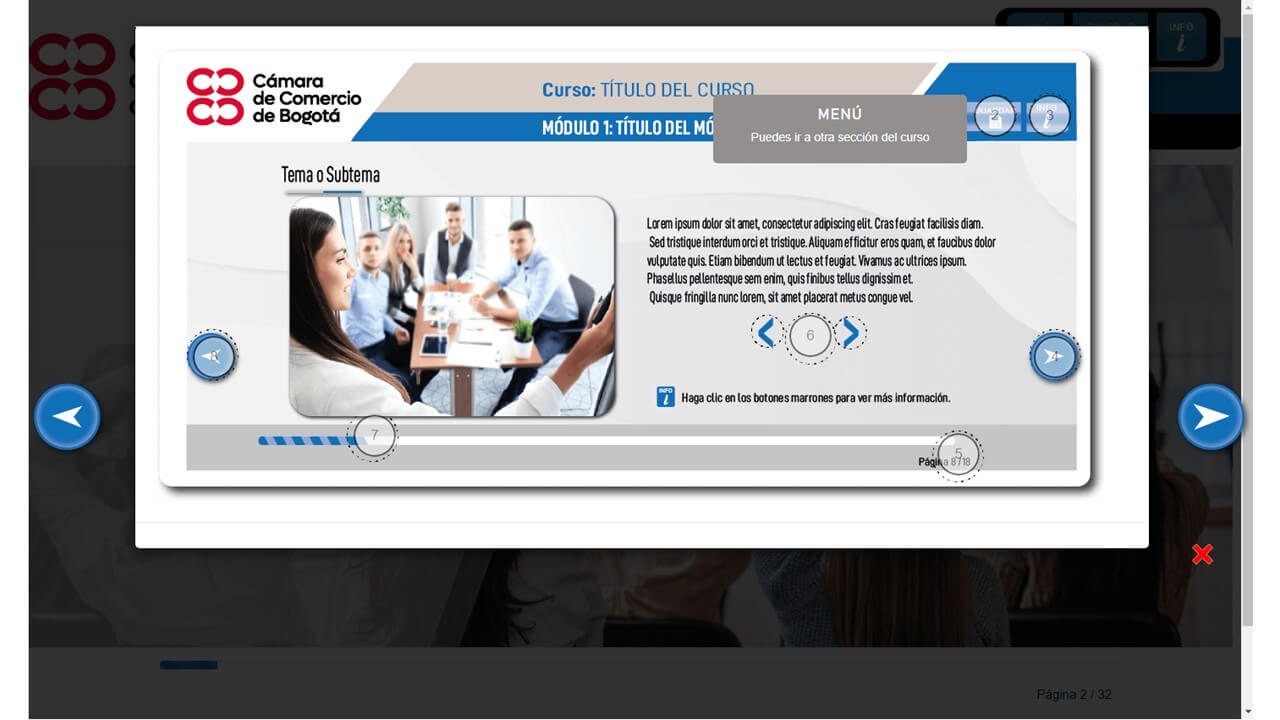 INFO
Cámara
de Comercio
de Bogotá
Curso: TÍTULO DEL CURSO
MÓDULO 1: TÍTULO DEL MÓ
MENÚ
Puedes ir a otra sección del curso
2
INFO
3
Tema o Subtema
Lorem ipsum dolor sit amet, consectetur adipiscing elit. Cras feugiat facilisis diam.
Sed tristique interdum orci et tristique. Aliquam efficitur eros quam, et faucibus dolor
vulputate quis. Etiam bibendum ut lectus et feugiat. Vivamus ac ultrices ipsum.
Phasellus pellentesque sem enim, quis finibus tellus dignissim et.
Quisque fringilla nunc lorem, sit amet placerat metus congue vel.
6
4
INFO
Haga clic en los botones marrones para ver más información.
7
5
Página 8 / 18
Página 2 / 32